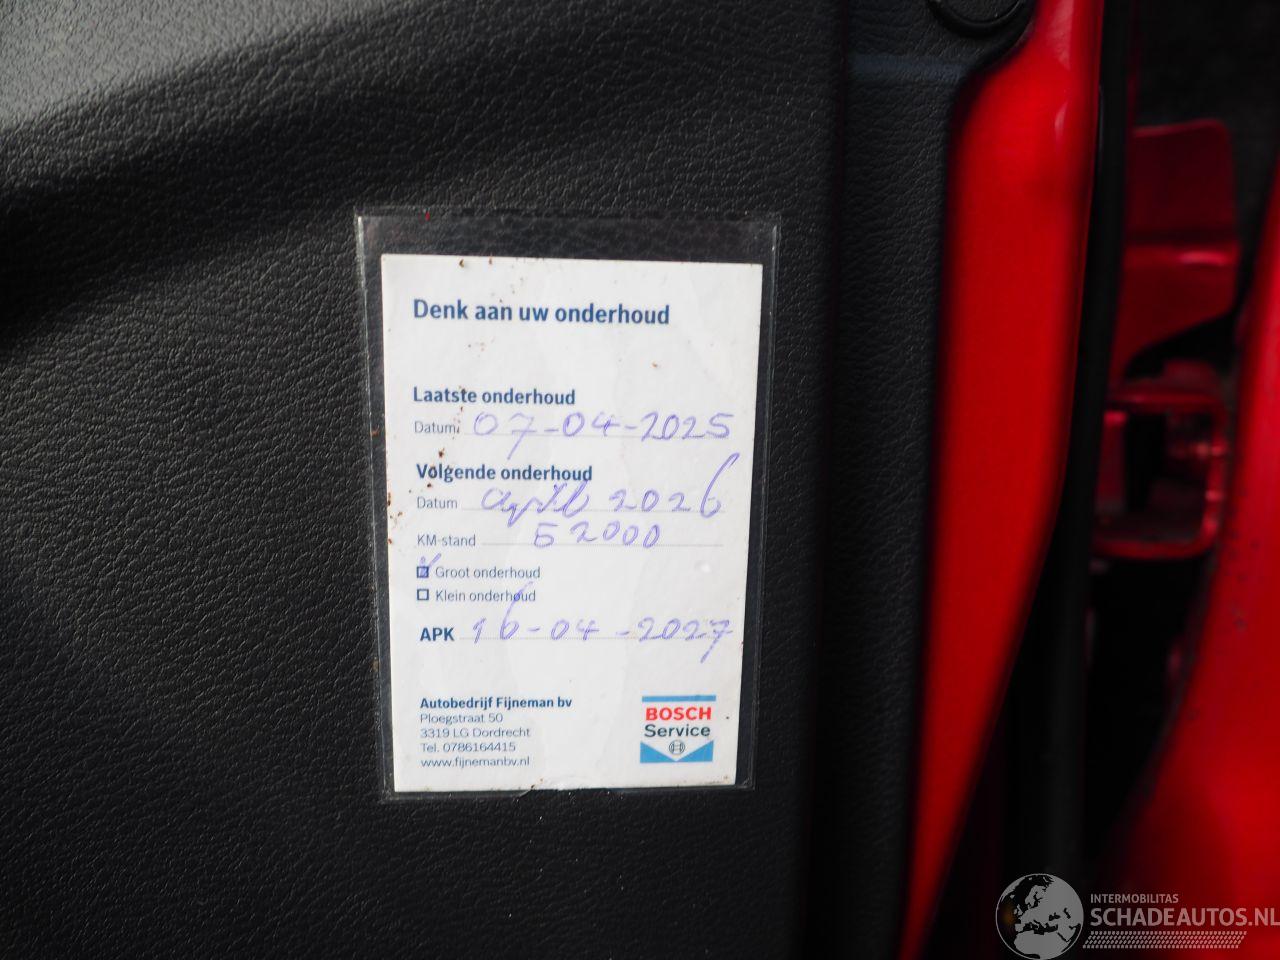 Denk aan uw onderhoud
Laatste onderhoud
Datum: 07-04-2025
Volgende onderhoud
Datum april 2026
KM-stand 52000
Groot onderhoud
Klein onderhoud
APK 16-04-2027
Autobedrijf Fijneman bv
Ploegstraat 50
3319 LG Dordrecht
Tel. 0786164415
www.fijnemanbv.nl
BOSCH
Service
INTERMOBILITAS
SCHADEAUTOS.NL